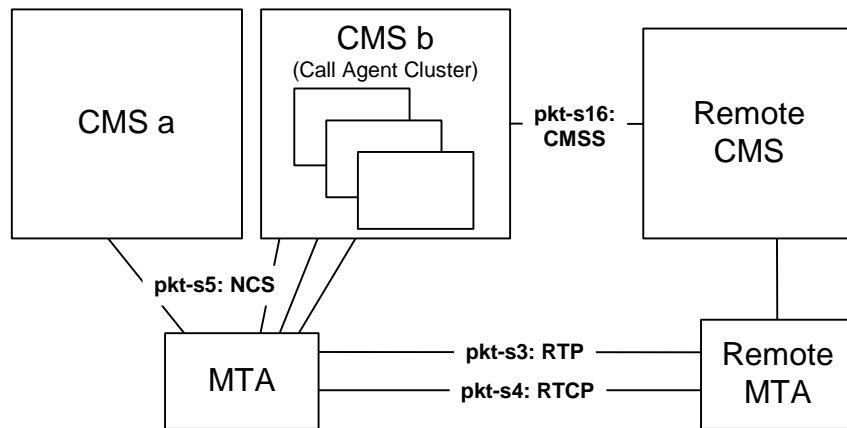 CMS a
CMS b
(Call Agent Cluster)
pkt-s16:
CMSS
Remote
CMS
pkt-s5: NCS
MTA
pkt-s3: RTP
pkt-s4: RTCP
Remote
MTA